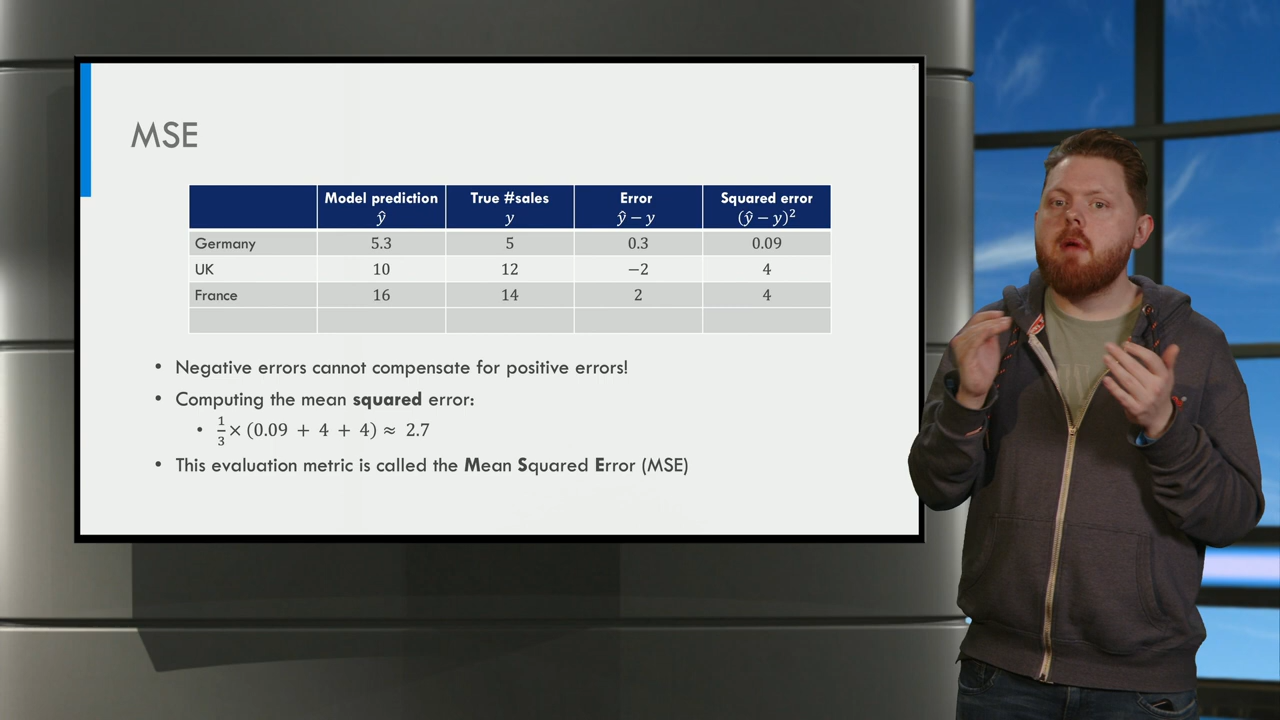 MSE
Model prediction True #sales Error Squared error
ŷ y ŷ − y (ŷ − y)²
Germany 5.3 5 0.3 0.09
UK 10 12 −2 4
France 16 14 2 4
• Negative errors cannot compensate for positive errors!
• Computing the mean squared error:
• 1/3 × (0.09 + 4 + 4) ≈ 2.7
• This evaluation metric is called the Mean Squared Error (MSE)